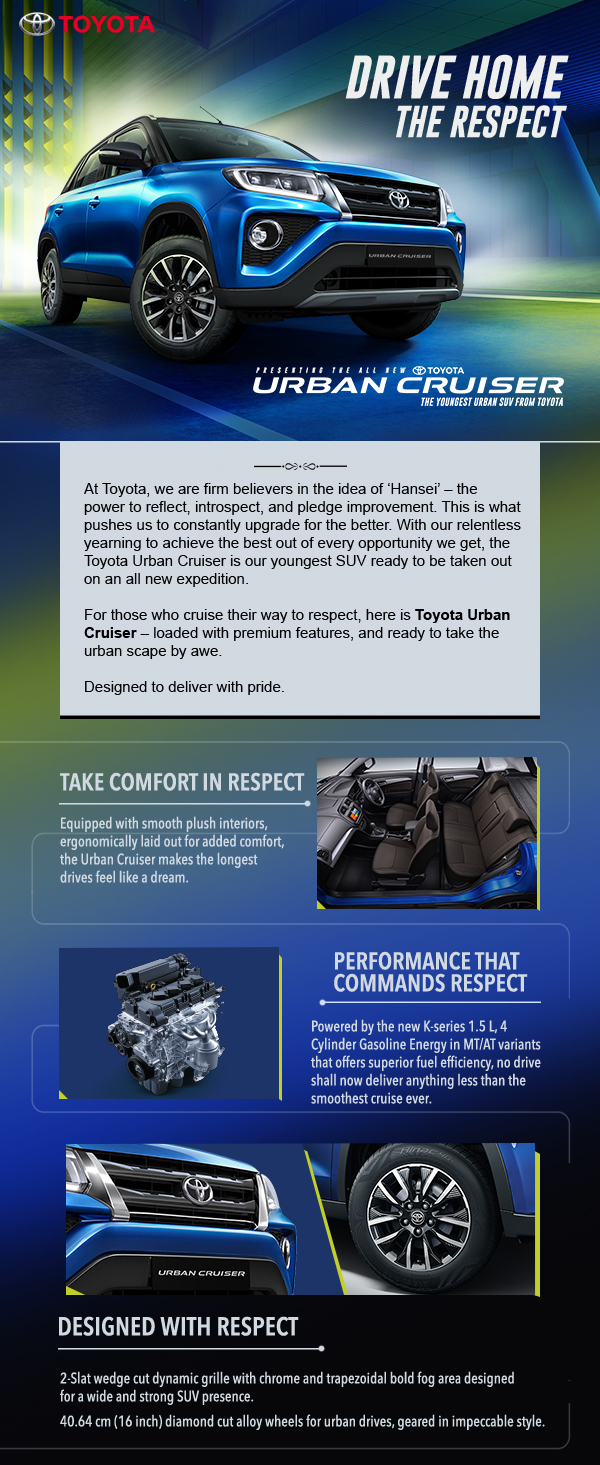 TOYOTA
DRIVE HOME
THE RESPECT
URBAN CRUISER
PRESENTING THE ALL NEW TOYOTA
URBAN CRUISER
THE YOUNGEST URBAN SUV FROM TOYOTA
At Toyota, we are firm believers in the idea of ‘Hansei’ – the
power to reflect, introspect, and pledge improvement. This is what
pushes us to constantly upgrade for the better. With our relentless
yearning to achieve the best out of every opportunity we get, the
Toyota Urban Cruiser is our youngest SUV ready to be taken out
on an all new expedition.
For those who cruise their way to respect, here is Toyota Urban
Cruiser – loaded with premium features, and ready to take the
urban scape by awe.
Designed to deliver with pride.
TAKE COMFORT IN RESPECT
Equipped with smooth plush interiors,
ergonomically laid out for added comfort,
the Urban Cruiser makes the longest
drives feel like a dream.
PERFORMANCE THAT
COMMANDS RESPECT
Powered by the new K-series 1.5 L, 4
Cylinder Gasoline Energy in MT/AT variants
that offers superior fuel efficiency, no drive
shall now deliver anything less than the
smoothest cruise ever.
URBAN CRUISER
DESIGNED WITH RESPECT
2-Slat wedge cut dynamic grille with chrome and trapezoidal bold fog area designed
for a wide and strong SUV presence.
40.64 cm (16 inch) diamond cut alloy wheels for urban drives, geared in impeccable style.